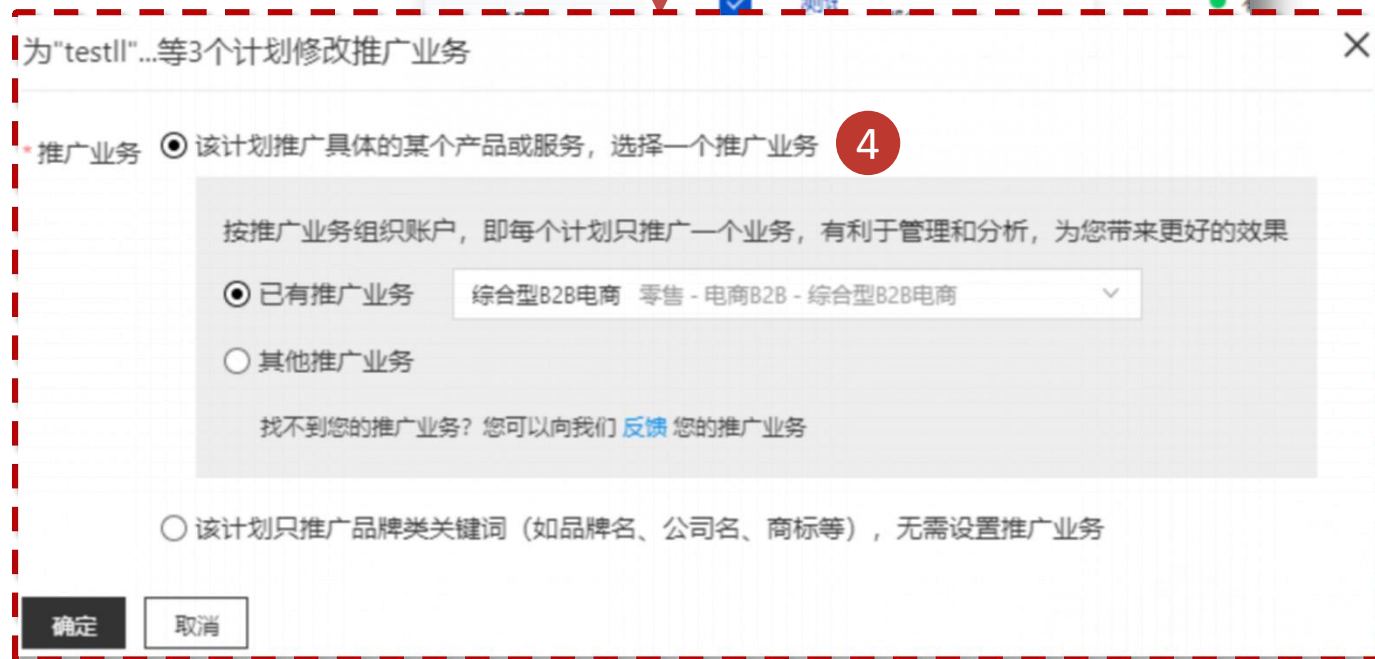 测试
为"testll"...等3个计划修改推广业务
*推广业务 该计划推广具体的某个产品或服务，选择一个推广业务 4
按推广业务组织账户，即每个计划只推广一个业务，有利于管理和分析，为您带来更好的效果
已有推广业务 综合型B2B电商 零售 - 电商B2B - 综合型B2B电商
其他推广业务
找不到您的推广业务？您可以向我们 反馈 您的推广业务
该计划只推广品牌类关键词（如品牌名、公司名、商标等），无需设置推广业务
确定 取消